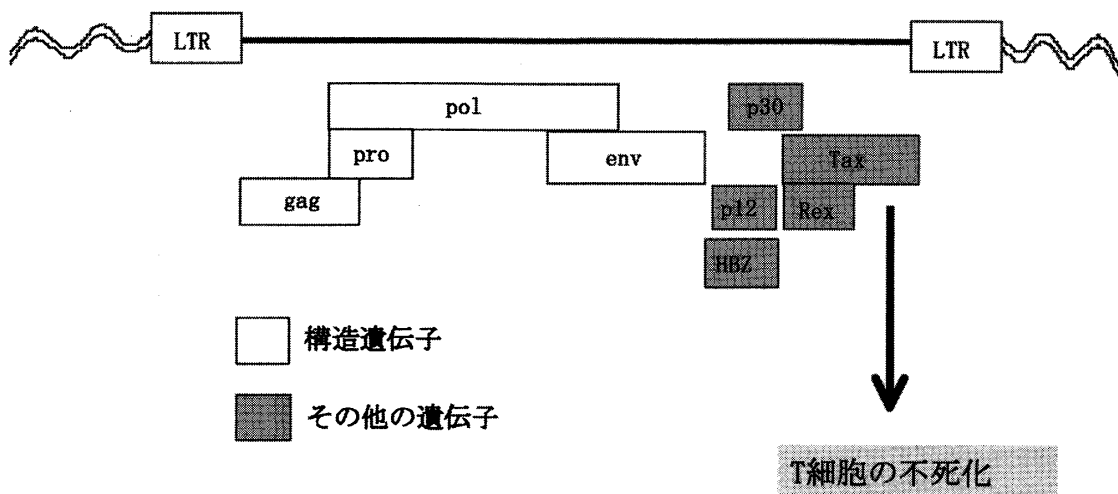 LTR
LTR
pol
p30
pro
env
Tax
gag
p12
Rex
HBZ
構造遺伝子
その他の遺伝子
T細胞の不死化